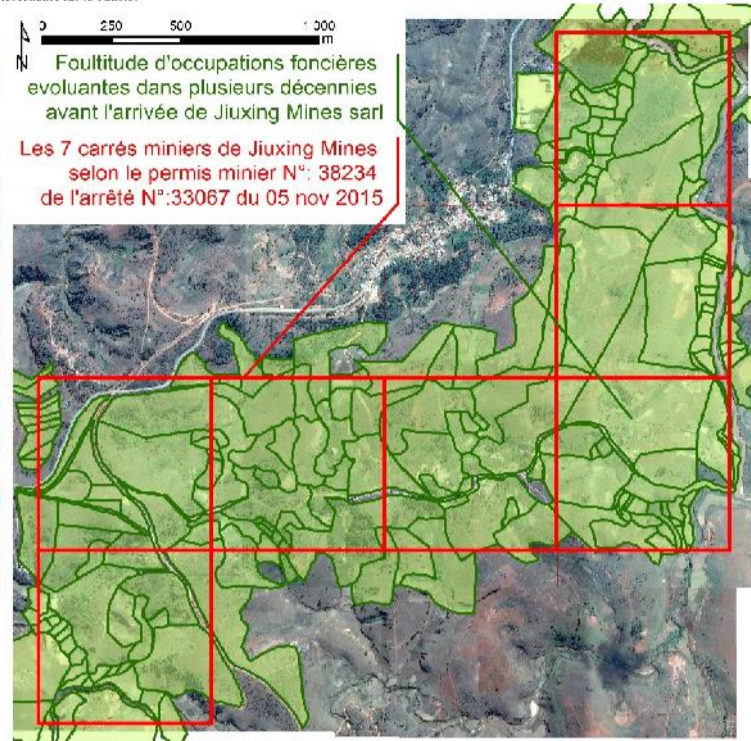 0 250 500 1 000
m
N
Foultitude d'occupations foncières
evoluantes dans plusieurs décennies
avant l'arrivée de Jiuxing Mines sarl
Les 7 carrés miniers de Jiuxing Mines
selon le permis minier N°: 38234
de l'arrêté N°:33067 du 05 nov 2015